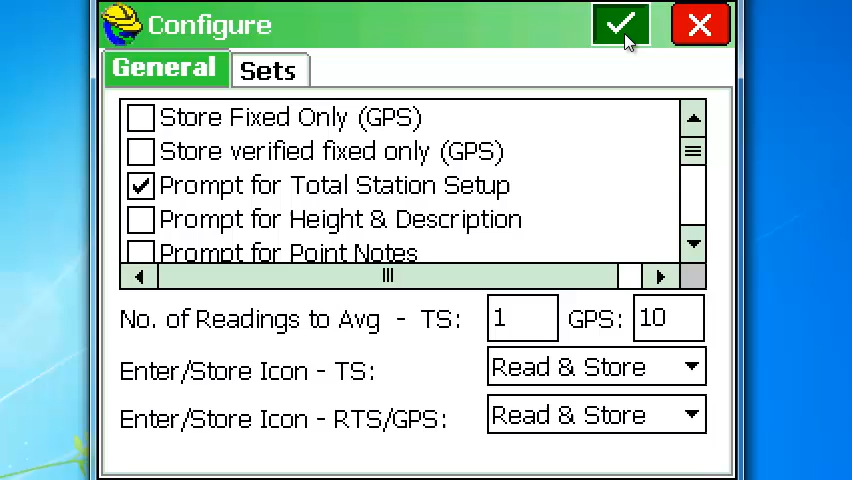 Configure
General
Sets
Store Fixed Only (GPS)
Store verified fixed only (GPS)
Prompt for Total Station Setup
Prompt for Height & Description
Prompt for Point Notes
No. of Readings to Avg - TS: 1 GPS: 10
Enter/Store Icon - TS: Read & Store
Enter/Store Icon - RTS/GPS: Read & Store